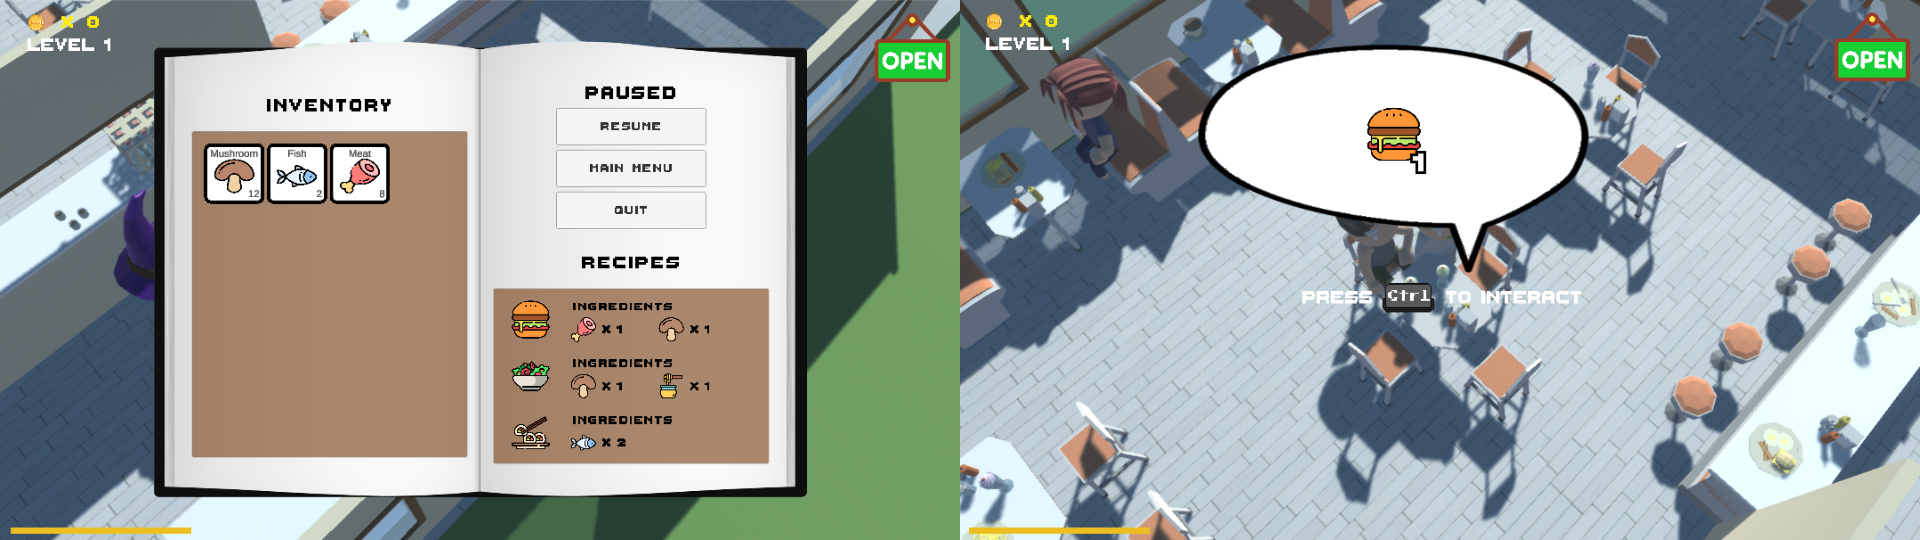 X 0
LEVEL 1
OPEN
INVENTORY
Mushroom
12
Fish
2
Meat
8
PAUSED
RESUME
MAIN MENU
QUIT
RECIPES
INGREDIENTS
X 1 X 1
INGREDIENTS
X 1 X 1
INGREDIENTS
X 2
X 0
LEVEL 1
OPEN
1
PRESS Ctrl TO INTERACT